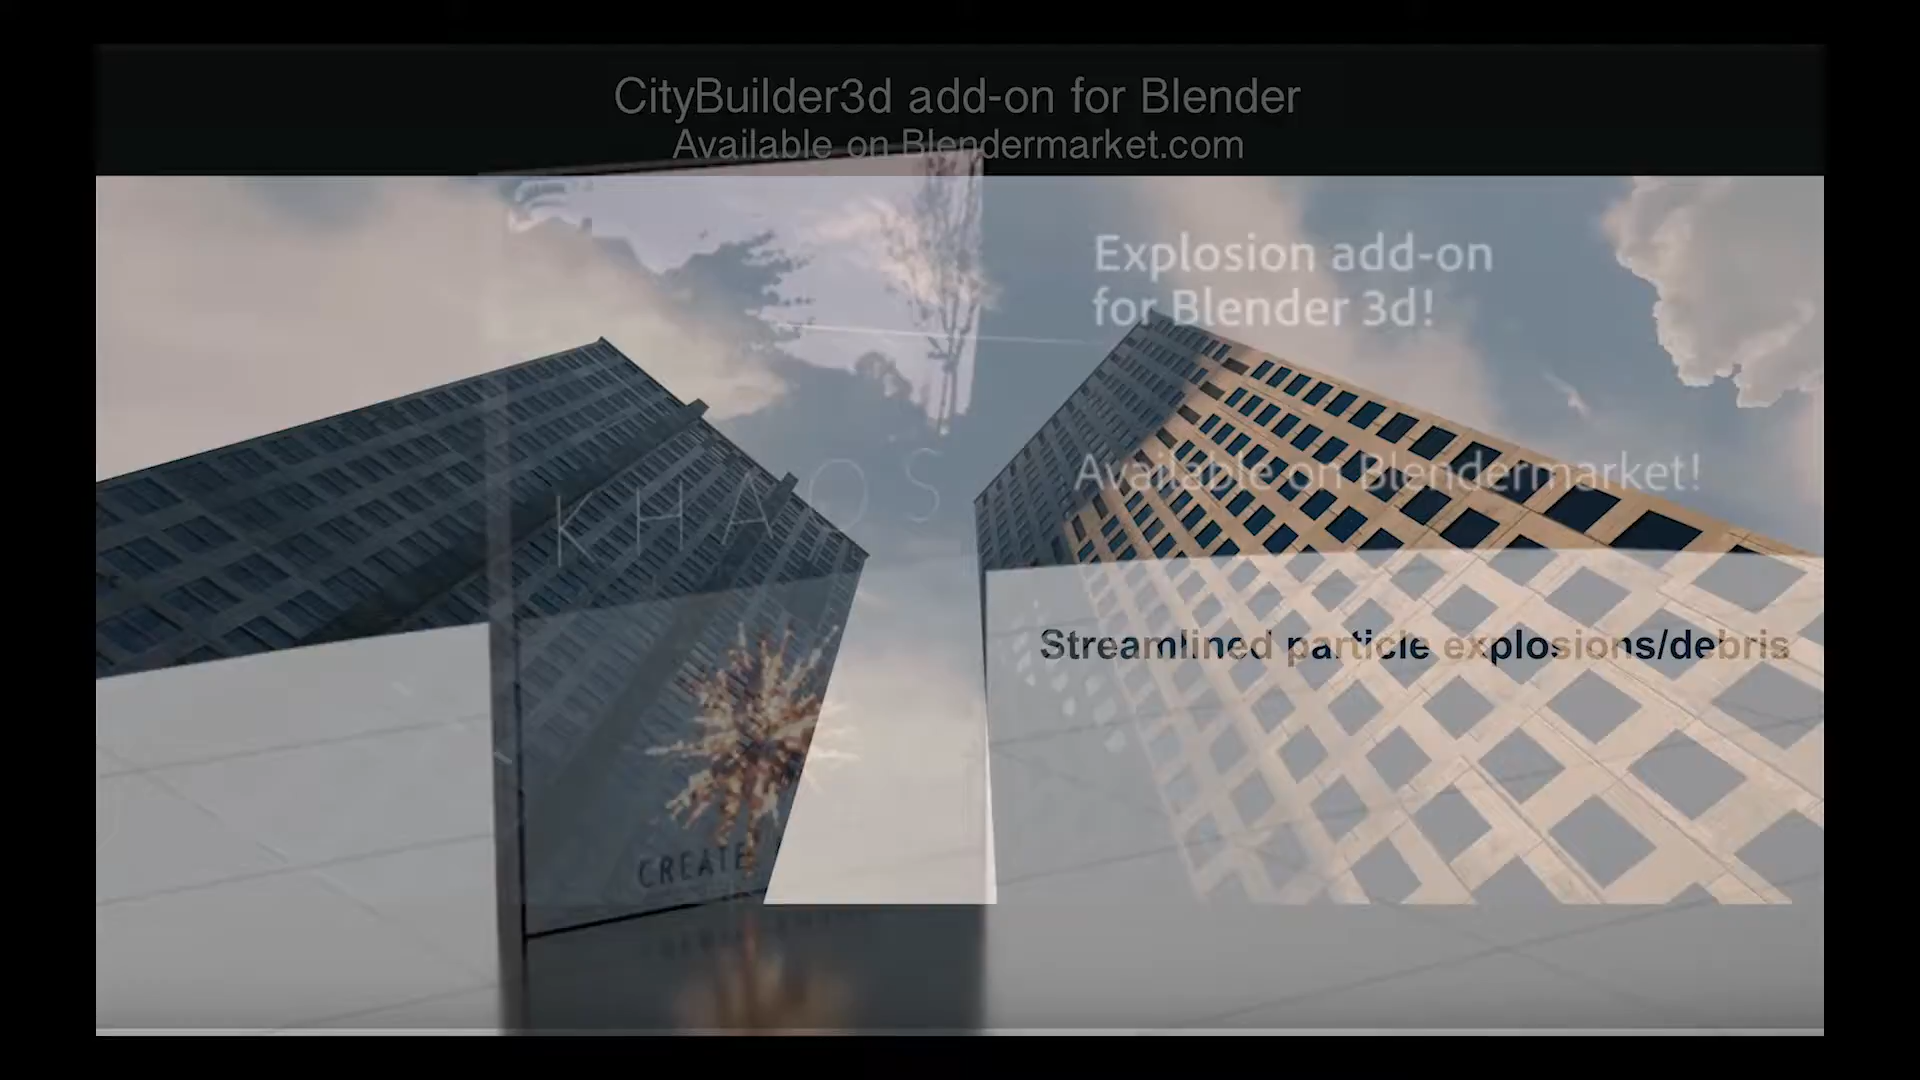 CityBuilder3d add-on for Blender
Available on Blendermarket.com
Explosion add-on
for Blender 3d!
Available on Blendermarket!
KHAOS
Streamlined particle explosions/debris
CREATE